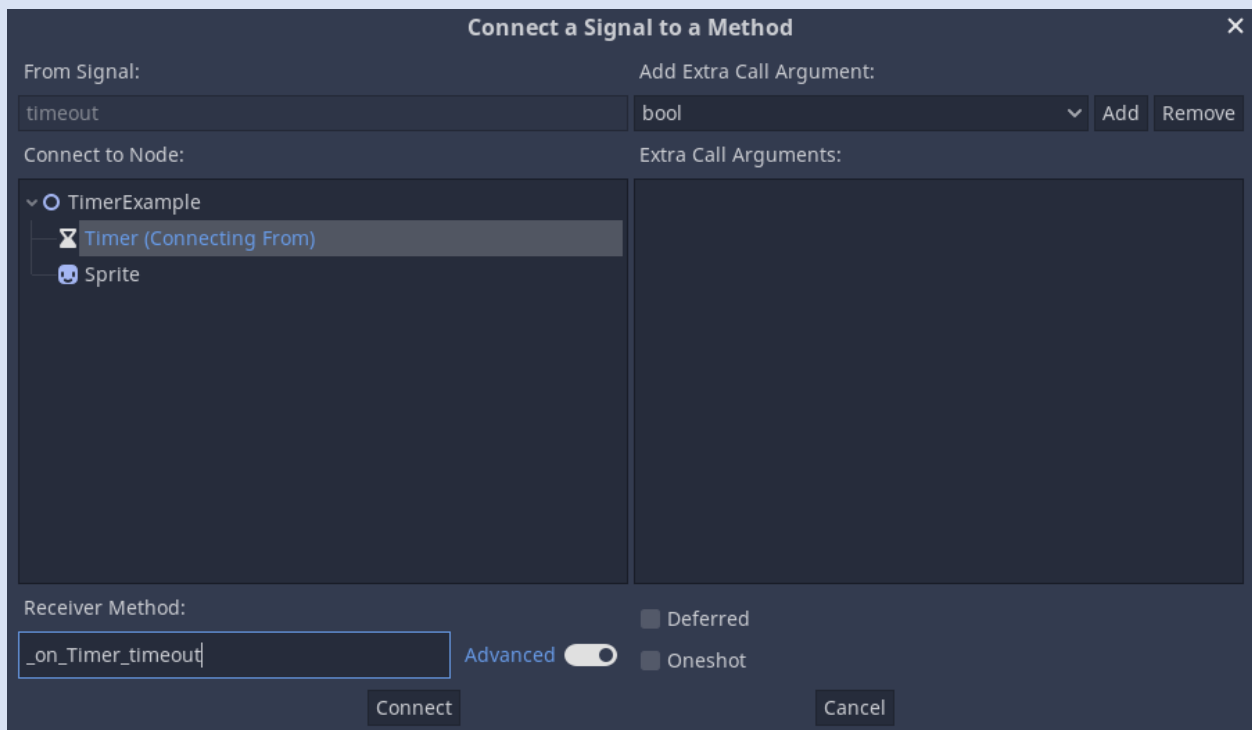 Connect a Signal to a Method
From Signal:
timeout
Add Extra Call Argument:
bool
Add
Remove
Connect to Node:
TimerExample
Timer (Connecting From)
Sprite
Extra Call Arguments:
Receiver Method:
_on_Timer_timeout
Advanced
Deferred
Oneshot
Connect
Cancel